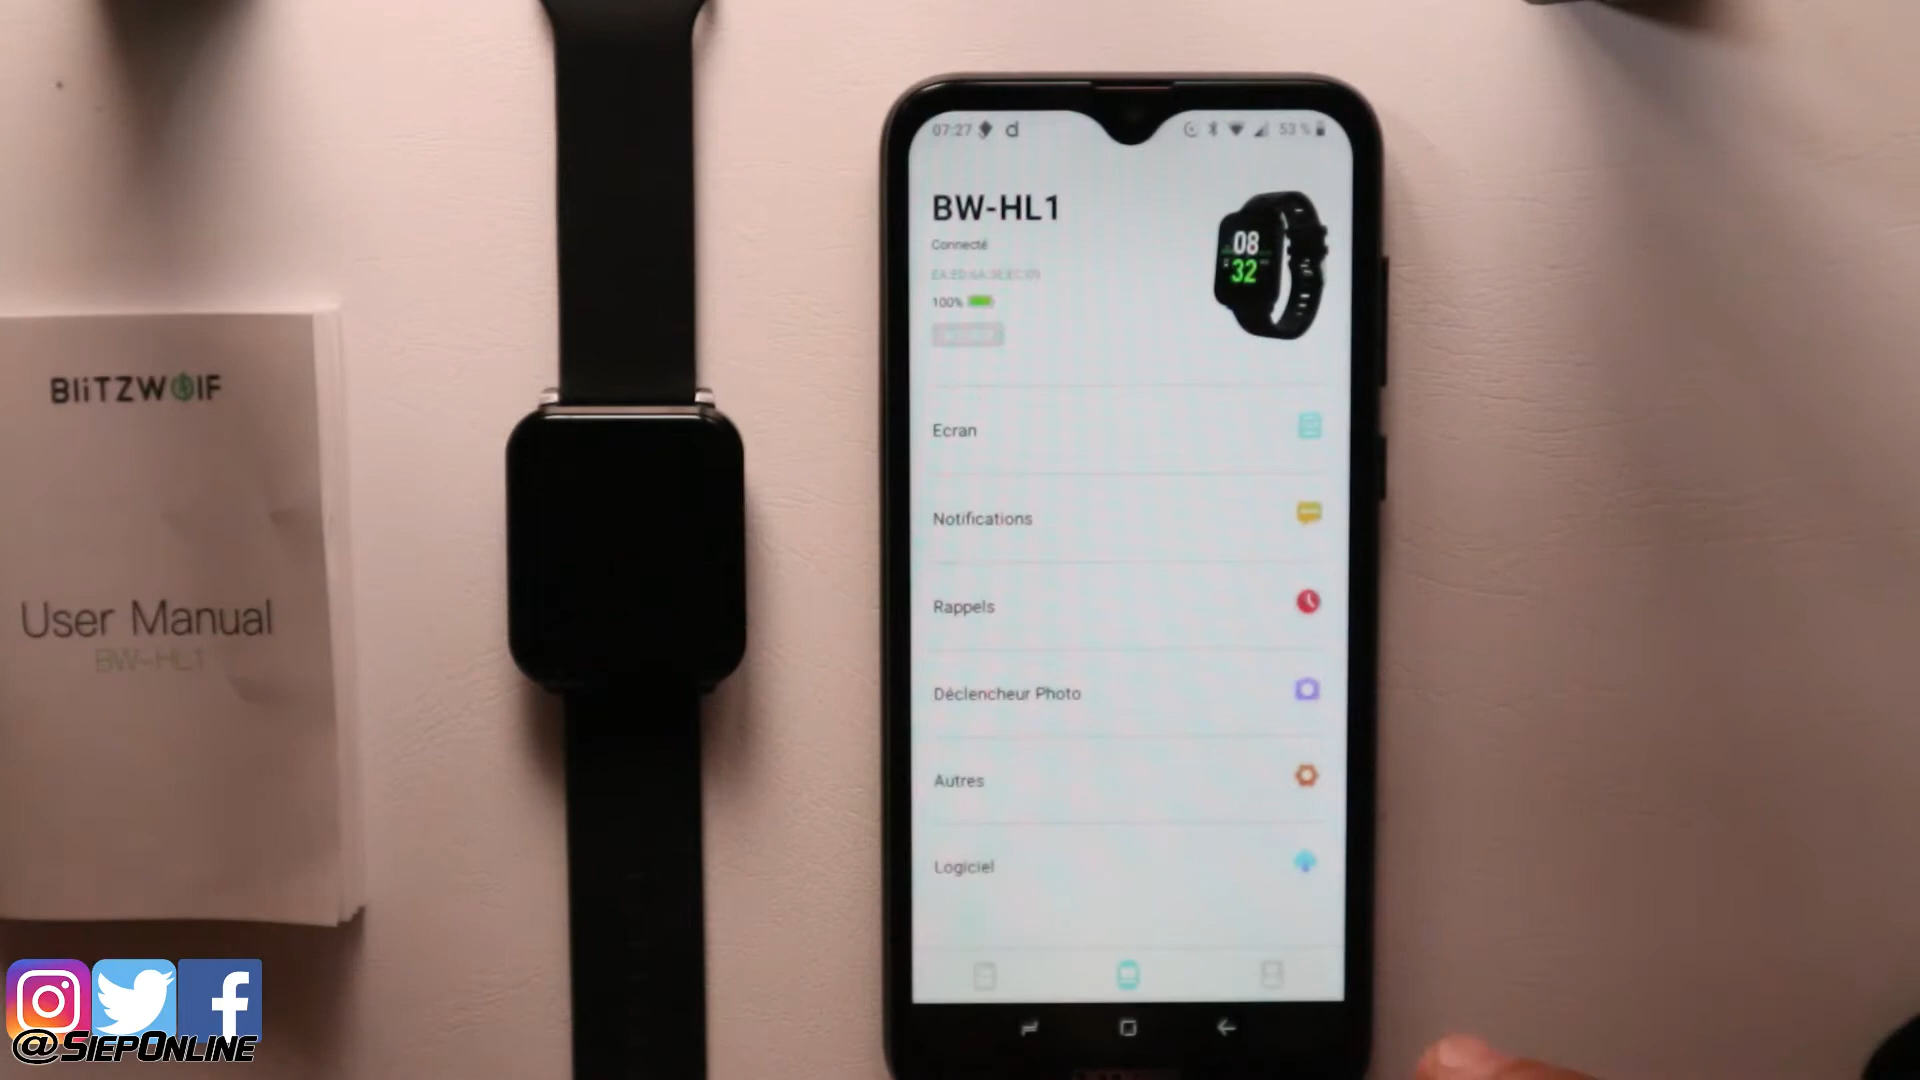 BliTZWOlF
User Manual
BW-HL1
07:27
53 %
BW-HL1
Connecté
100%
08
32
Ecran
Notifications
Rappels
Déclencheur Photo
Autres
Logiciel
@SiepOnline